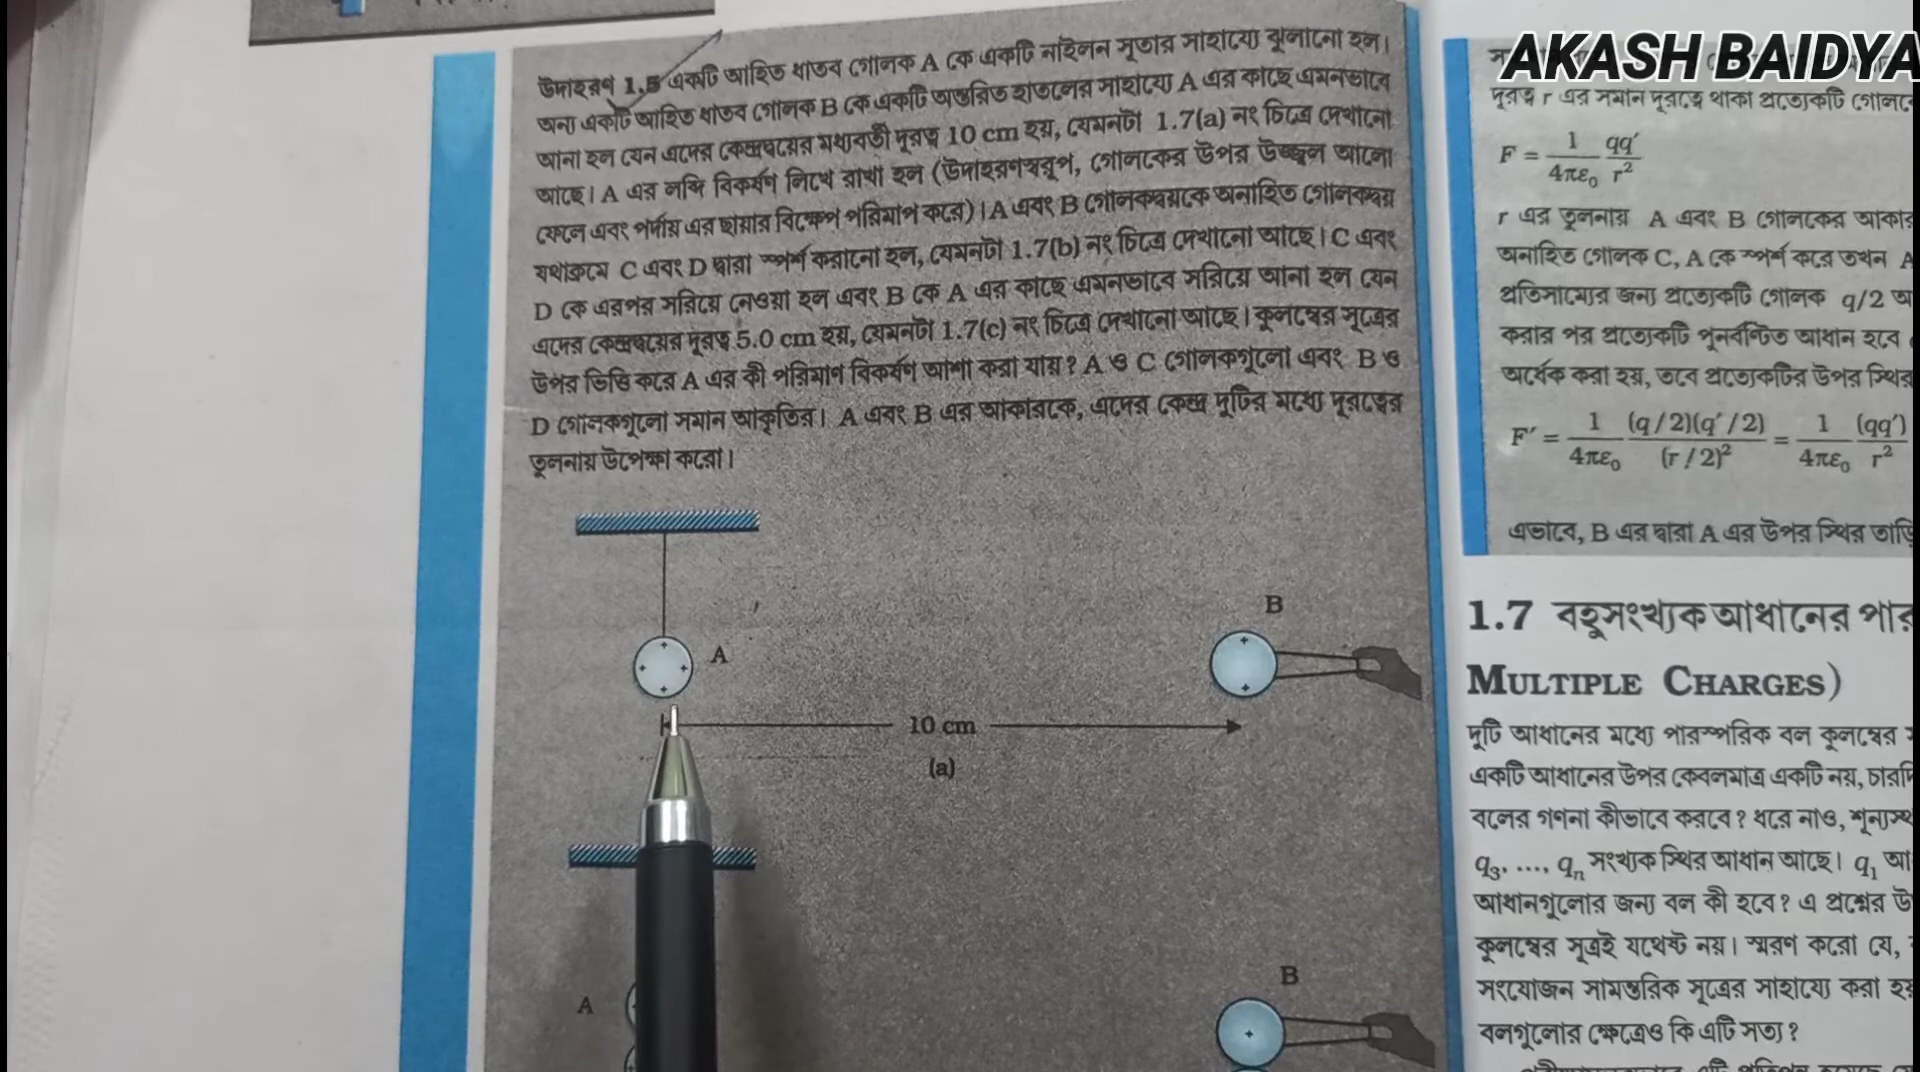 উদাহরণ 1.5 একটি আহিত ধাতব গোলক A কে একটি নাইলন সূতার সাহায্যে ঝুলানো হল।
অন্য একটি আহিত ধাতব গোলক B কে একটি অন্তরিত হাতলের সাহায্যে A এর কাছে এমনভাবে
আনা হল যেন এদের কেন্দ্রদ্বয়ের মধ্যবর্তী দূরত্ব 10 cm হয়, যেমনটা 1.7(a) নং চিত্রে দেখানো
আছে। A এর লব্ধি বিকর্ষণ লিখে রাখা হল (উদাহরণস্বরূপ, গোলকের উপর উজ্জ্বল আলো
ফেলে এবং পর্দায় এর ছায়ার বিক্ষেপ পরিমাপ করে)। A এবং B গোলকদ্বয়কে অনাহিত গোলকদ্বয়
যথাক্রমে C এবং D দ্বারা স্পর্শ করানো হল, যেমনটা 1.7(b) নং চিত্রে দেখানো আছে। C এবং
D কে এরপর সরিয়ে নেওয়া হল এবং B কে A এর কাছে এমনভাবে সরিয়ে আনা হল যেন
এদের কেন্দ্রদ্বয়ের দূরত্ব 5.0 cm হয়, যেমনটা 1.7(c) নং চিত্রে দেখানো আছে। কুলম্বের সূত্রের
উপর ভিত্তি করে A এর কী পরিমাণ বিকর্ষণ আশা করা যায়? A ও C গোলকগুলো এবং B ও
D গোলকগুলো সমান আকৃতির। A এবং B এর আকারকে, এদের কেন্দ্র দুটির মধ্যে দূরত্বের
তুলনায় উপেক্ষা করো।
B
A
10 cm
(a)
A
B
AKASH BAIDYA
দূরত্ব r এর সমান দূরত্বে থাকা প্রত্যেকটি
F = 1/4πε₀ qq′/r²
r এর তুলনায় A এবং B গোলকের আকার
অনাহিত গোলক C, A কে স্পর্শ করে তখন A
প্রতিসাম্যের জন্য প্রত্যেকটি গোলক q/2
করার পর প্রত্যেকটি পুনর্বন্টিত আধান হবে
অর্ধেক করা হয়, তবে প্রত্যেকটির উপর স্থির
F′ = 1/4πε₀ (q/2)(q′/2)/(r/2)² = 1/4πε₀ (qq′)/r²
এভাবে, B এর দ্বারা A এর উপর স্থির
1.7 বহুসংখ্যক আধানের
MULTIPLE CHARGES)
দুটি আধানের মধ্যে পারস্পরিক বল কুলম্বের
একটি আধানের উপর কেবলমাত্র একটি নয়,
বলের গণনা কীভাবে করবে? ধরে নাও,
q₃, ...., qₙ সংখ্যক স্থির আধান আছে। q₁
আধানগুলোর জন্য বল কী হবে? এ প্রশ্নের
কুলম্বের সূত্রই যথেষ্ট নয়। স্মরণ করো যে,
সংযোজন সামন্তরিক সূত্রের সাহায্যে করা
বলগুলোর ক্ষেত্রেও কি এটি সত্য?